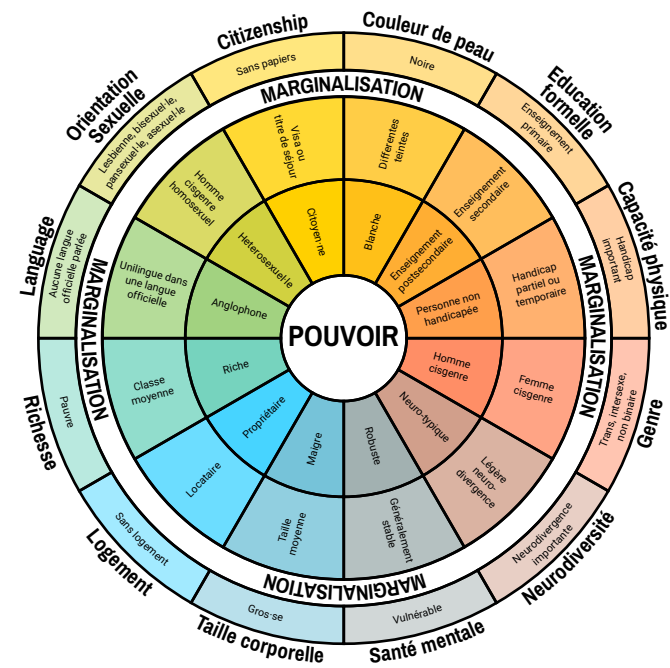 Citizenship
Sans papiers
Couleur de peau
Noire
Education
formelle
Enseignement
primaire
Capacité physique
Handicap
important
Genre
Trans, intersexe,
non binaire
Neurodiversité
Neurodivergence
importante
Santé mentale
Vulnérable
Taille corporelle
Gros·se
Logement
Sans logement
Richesse
Pauvre
Language
Aucune langue
officielle parlée
Orientation
Sexuelle
Lesbienne, bisexuel·le,
pansexuel·le, asexuel·le
MARGINALISATION
MARGINALISATION
MARGINALISATION
MARGINALISATION
Visa ou
titre de séjour
Differentes
teintes
Enseignement
secondaire
Handicap
partiel ou
temporaire
Femme
cisgenre
Légère
neuro-
divergence
Généralement
stable
Taille
moyenne
Locataire
Classe
moyenne
Unilingue dans
une langue
officielle
Homme
cisgenre
homosexuel
Citoyen·ne
Blanche
Enseignement
postsecondaire
Personne non
handicapée
Homme
cisgenre
Neuro-typique
Robuste
Maigre
Propriétaire
Riche
Anglophone
Heterosexuel·le
POUVOIR